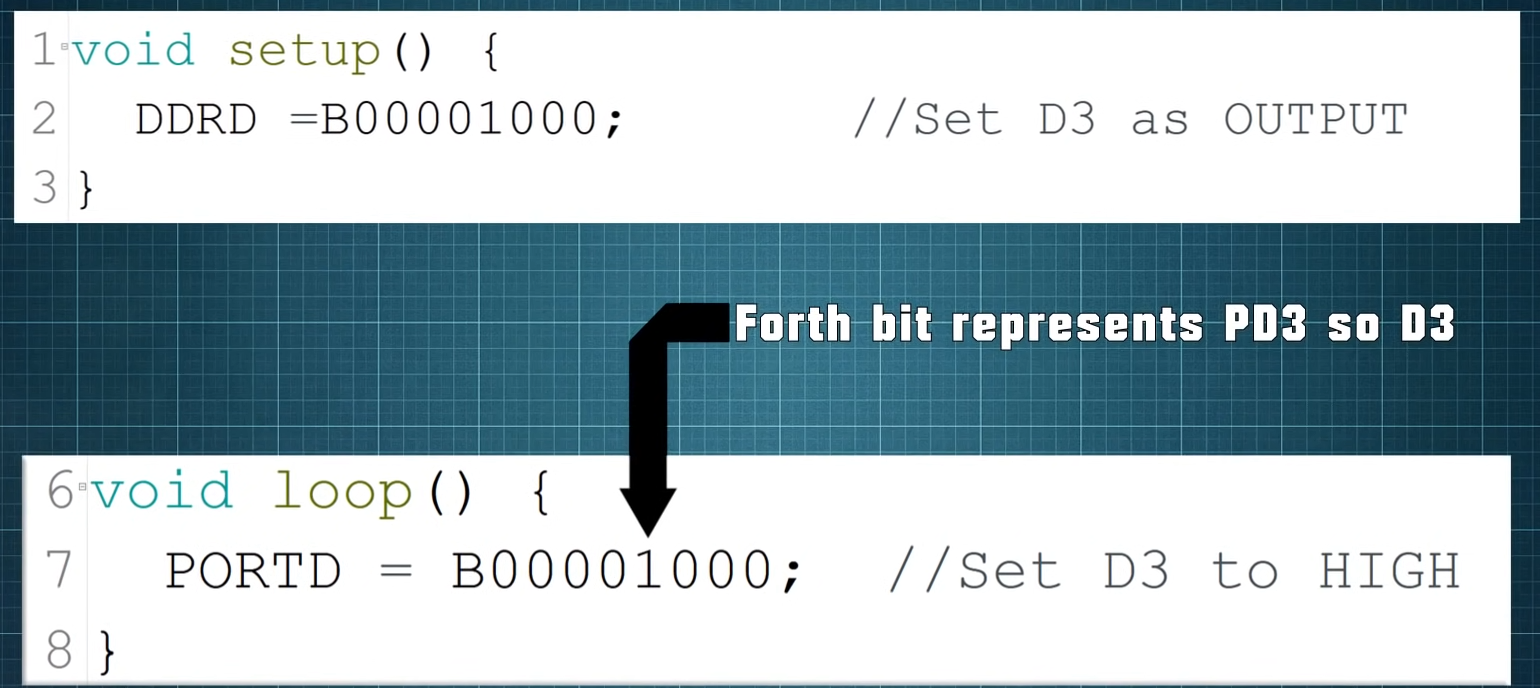 1 void setup() {
2 DDRD =B00001000; //Set D3 as OUTPUT
3 }
Forth bit represents PD3 so D3
6 void loop() {
7 PORTD = B00001000; //Set D3 to HIGH
8 }